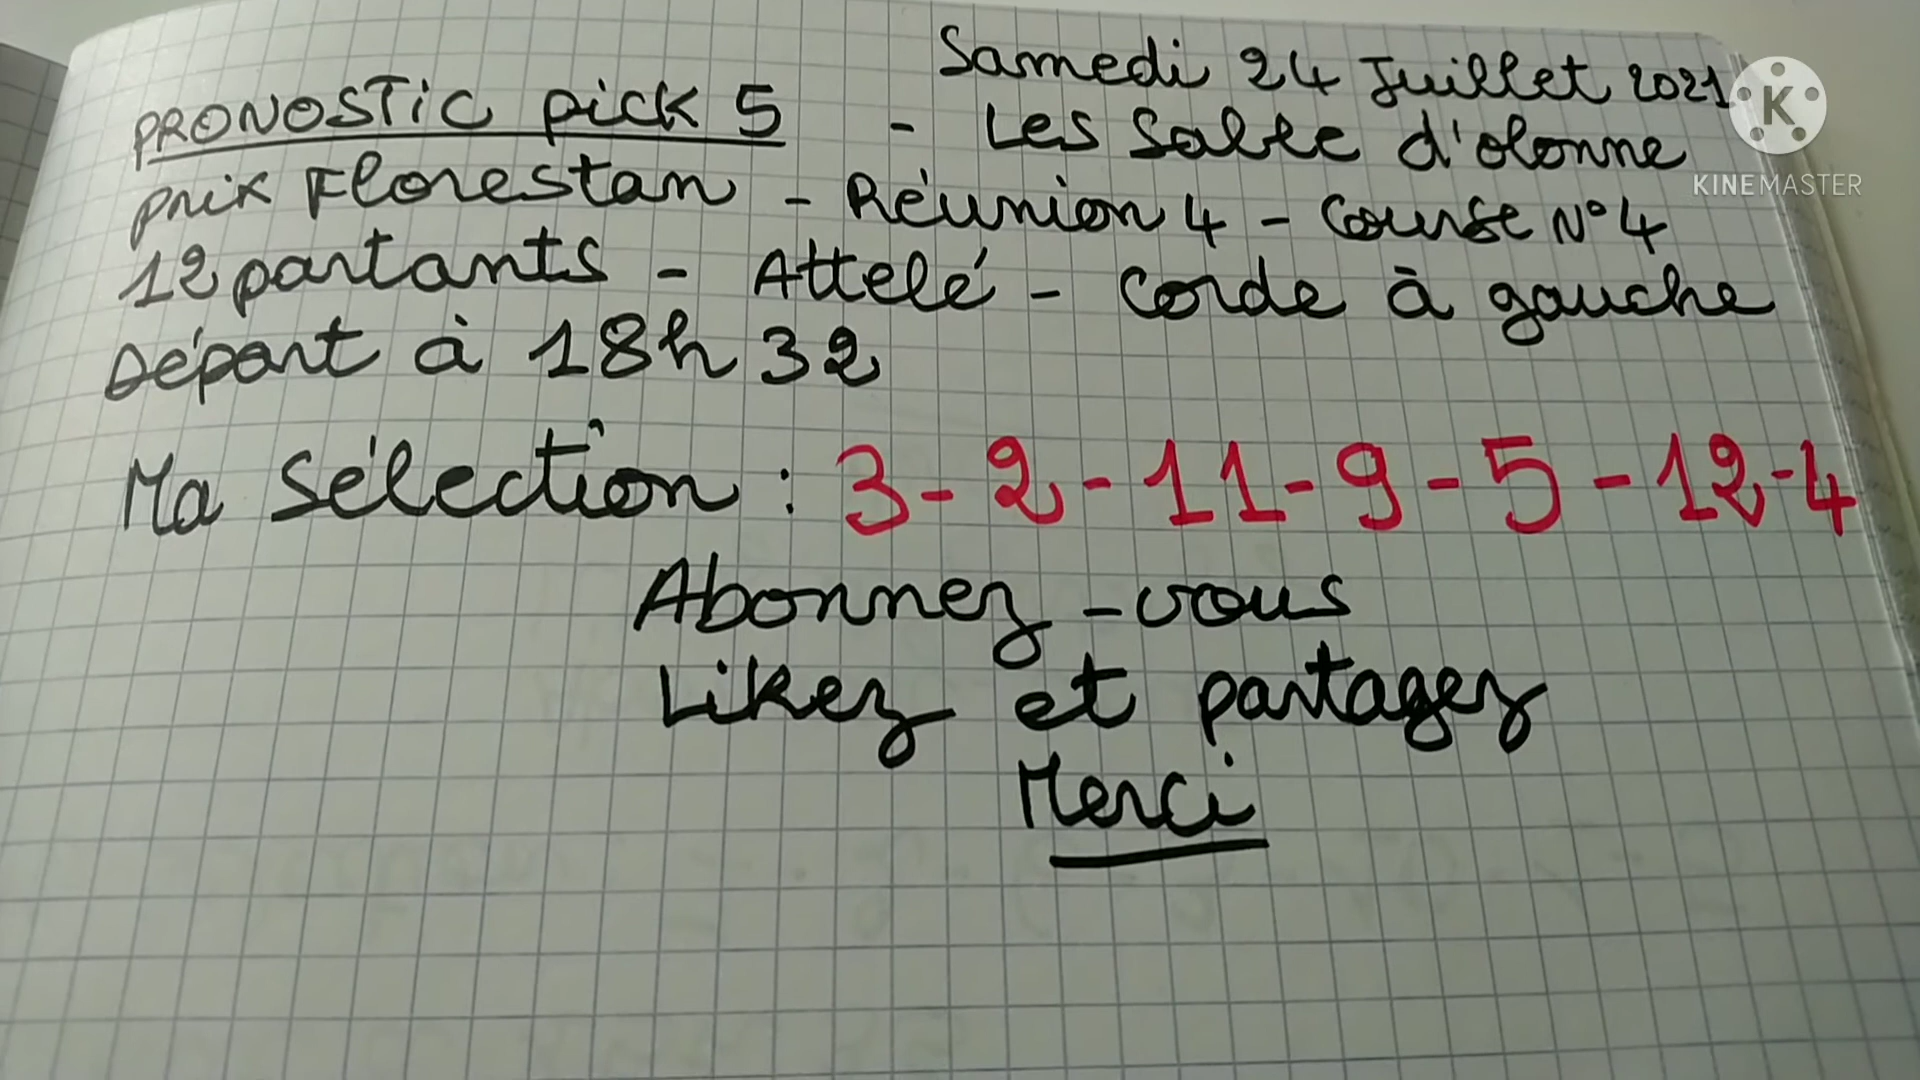 Samedi 24 Juillet 2021
PRONOSTIC pick 5 - Les Sable d'olonne
prix Florestan - Réunion 4 - Course N°4
12 partants - Attelé - Corde à gauche
Départ à 18h32
Ma Sélection : 3 - 2 - 11 - 9 - 5 - 12 - 4
Abonnez-vous
Likez et partagez
Merci
K
KINEMASTER